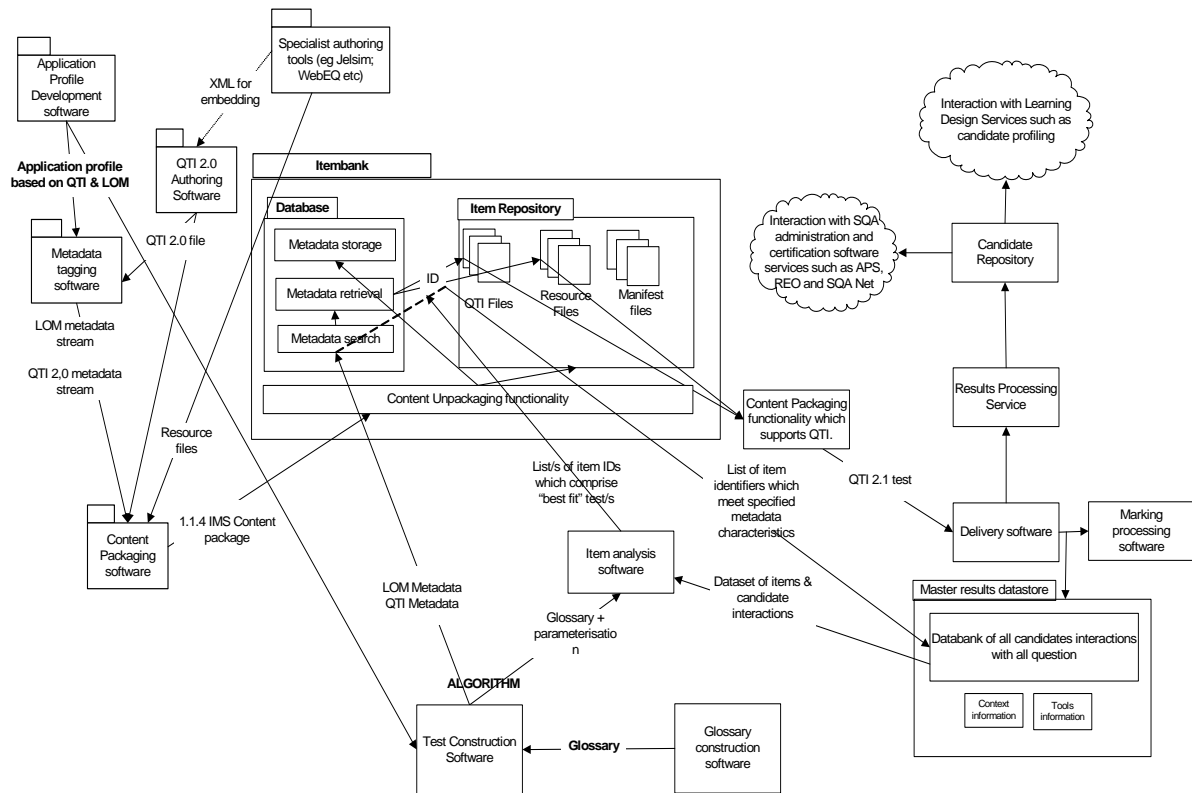 Application
Profile
Development
software
Specialist authoring
tools (eg Jelsim;
WebEQ etc)
XML for
embedding
Application profile
based on QTI & LOM
QTI 2.0
Authoring
Software
QTI 2.0 file
Metadata
tagging
software
LOM metadata
stream
QTI 2,0 metadata
stream
Resource
files
Content
Packaging
software
1.1.4 IMS Content
package
Itembank
Database
Metadata storage
Metadata retrieval
Metadata search
ID
Item Repository
QTI Files
Resource
Files
Manifest
files
Content Unpackaging functionality
Interaction with Learning
Design Services such as
candidate profiling
Interaction with SQA
administration and
certification software
services such as APS,
REO and SQA Net
Candidate
Repository
Results Processing
Service
Content Packaging
functionality which
supports QTI.
QTI 2.1 test
List/s of item IDs
which comprise
“best fit” test/s
List of item
identifiers which
meet specified
metadata
characteristics
Delivery software
Marking
processing
software
Item analysis
software
LOM Metadata
QTI Metadata
Glossary +
parameterisatio
n
Dataset of items &
candidate
interactions
Master results datastore
Databank of all candidates interactions
with all question
Context
information
Tools
information
ALGORITHM
Test Construction
Software
Glossary
Glossary
construction
software